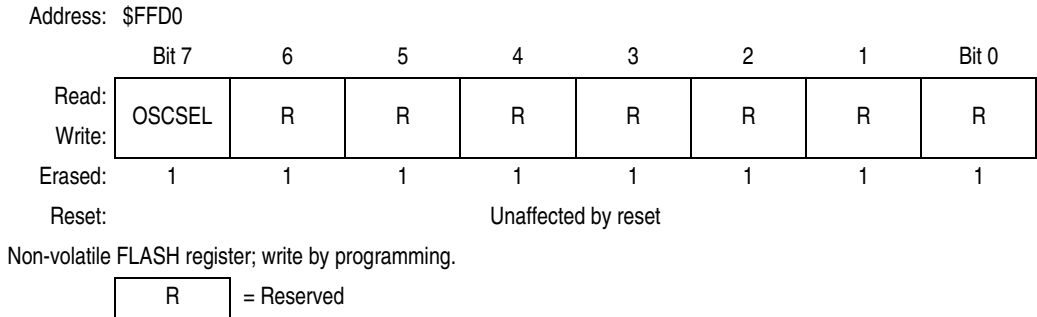 Address: $FFD0
Bit 7 6 5 4 3 2 1 Bit 0
Read:
OSCSEL R R R R R R R
Write:
Erased: 1 1 1 1 1 1 1 1
Reset: Unaffected by reset
Non-volatile FLASH register; write by programming.
R = Reserved